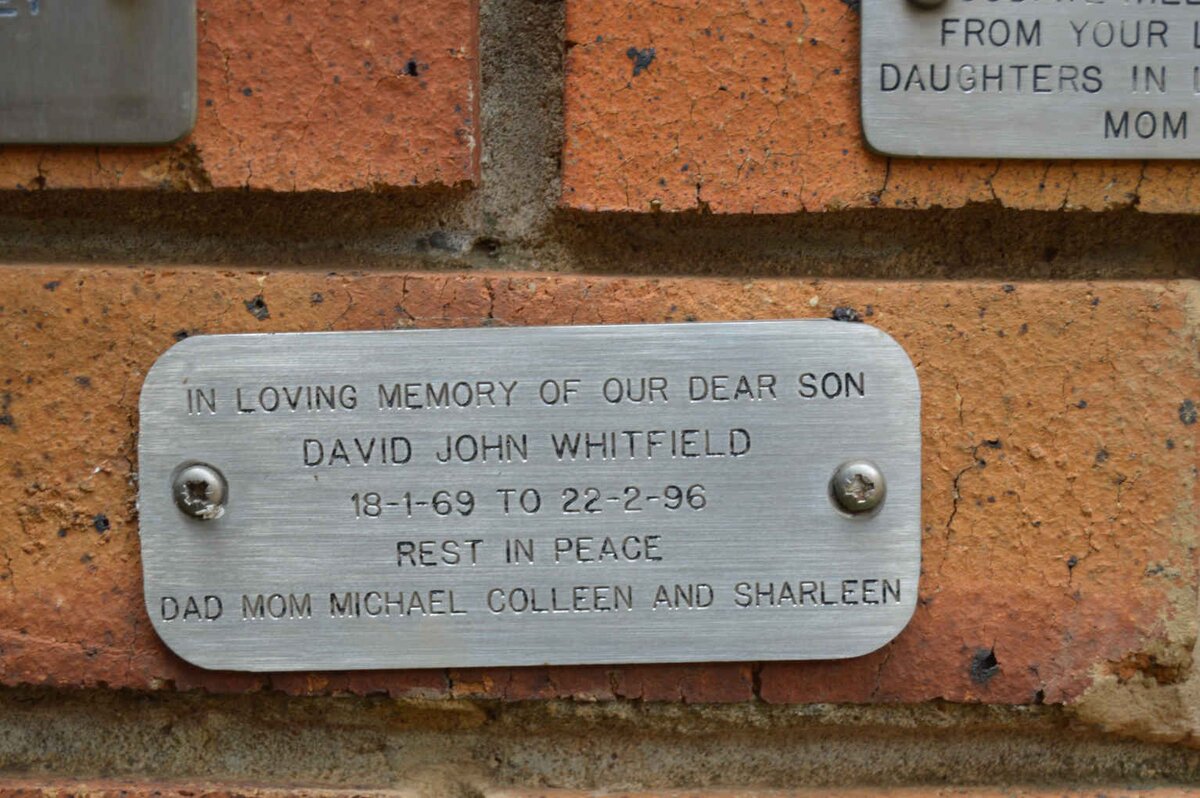 FROM YOUR
DAUGHTERS IN
MOM
IN LOVING MEMORY OF OUR DEAR SON
DAVID JOHN WHITFIELD
18-1-69 TO 22-2-96
REST IN PEACE
DAD MOM MICHAEL COLLEEN AND SHARLEEN